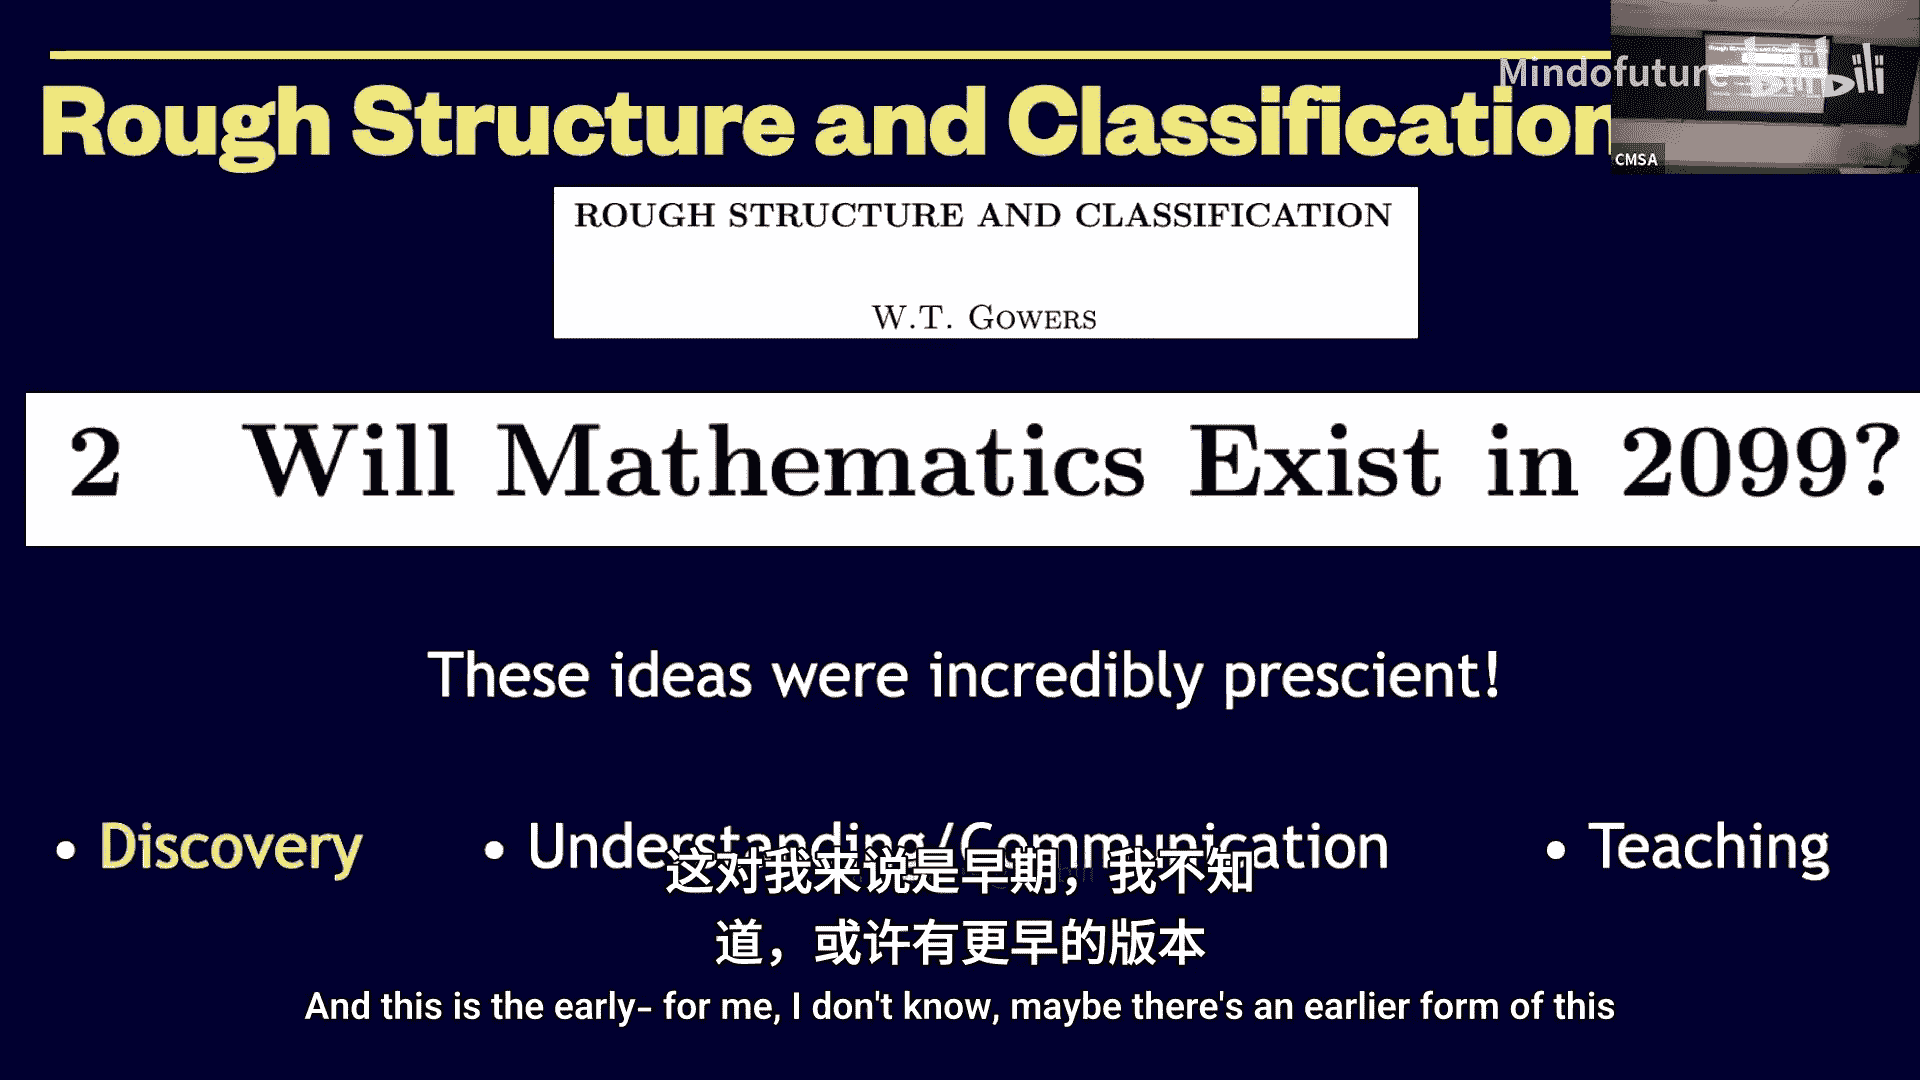 Rough Structure and Classification
Mindofuture
bilibili
CMSA
ROUGH STRUCTURE AND CLASSIFICATION
W.T. GOWERS
2 Will Mathematics Exist in 2099?
These ideas were incredibly prescient!
• Discovery
• Understanding/Communication
• Teaching
这对我来说是早期，我不知
道，或许有更早的版本
And this is the early– for me, I don't know, maybe there's an earlier form of this